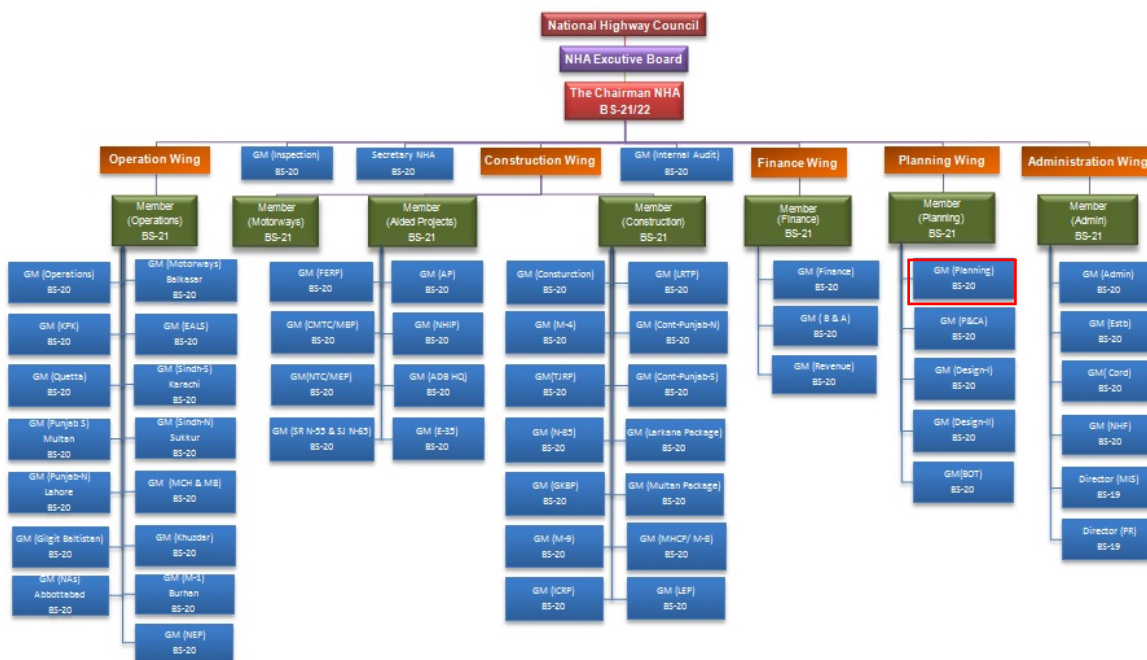 National Highway Council
NHA Excutive Board
The Chairman NHA
BS-21/22
Operation Wing
GM (Inspection)
BS-20
Secretary NHA
BS-20
Construction Wing
GM (Internal Audit)
BS-20
Finance Wing
Planning Wing
Administration Wing
Member
(Operations)
BS-21
Member
(Motorways)
BS-21
Member
(Aided Projects)
BS-21
Member
(Construction)
BS-21
Member
(Finance)
BS-21
Member
(Planning)
BS-21
Member
(Admin)
BS-21
GM (Operations)
BS-20
GM (KPK)
BS-20
GM (Quetta)
BS-20
GM (Punjab S)
Multan
BS-20
GM (Punjab-N)
Lahore
BS-20
GM (Gilgit Baltistan)
BS-20
GM (NAs)
Abbottabad
BS-20
GM (Motorways)
Balkasar
BS-20
GM (EALS)
BS-20
GM (Sindh-S)
Karachi
BS-20
GM (Sindh-N)
Sukkur
BS-20
GM (MCH & MB)
BS-20
GM (Khuzdar)
BS-20
GM (M-1)
Burhan
BS-20
GM (NEP)
BS-20
GM (FERP)
BS-20
GM (CMTC/MBP)
BS-20
GM(NTC/MEP)
BS-20
GM (SR N-55 & SJ N-65)
BS-20
GM (AP)
BS-20
GM (NHIP)
BS-20
GM (ADB HQ)
BS-20
GM (E-35)
BS-20
GM (Consturction)
BS-20
GM (M-4)
BS-20
GM(TJRP)
BS-20
GM (N-85)
BS-20
GM (GKBP)
BS-20
GM (M-9)
BS-20
GM (ICRP)
BS-20
GM (LRTP)
BS-20
GM (Cont-Punjab-N)
BS-20
GM (Cont-Punjab-S)
BS-20
GM (Larkana Package)
BS-20
GM (Multan Package)
BS-20
GM (MHCP/ M-8)
BS-20
GM (LEP)
BS-20
GM (Finance)
BS-20
GM ( B & A)
BS-20
GM (Revenue)
BS-20
GM (Planning)
BS-20
GM (P&CA)
BS-20
GM (Design-I)
BS-20
GM (Design-II)
BS-20
GM(BOT)
BS-20
GM (Admin)
BS-20
GM (Estb)
BS-20
GM( Cord)
BS-20
GM (NHF)
BS-20
Director (MIS)
BS-19
Director (PR)
BS-19